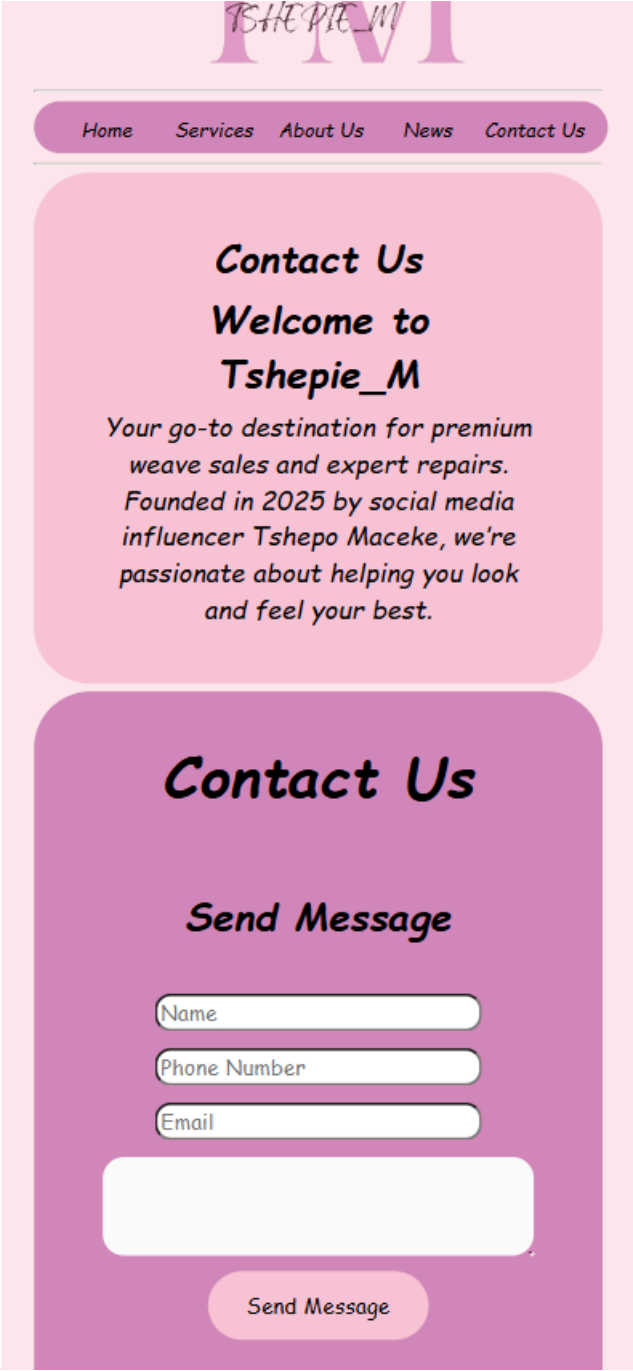 TSHEPIE_M
Home Services About Us News Contact Us
Contact Us
Welcome to
Tshepie_M
Your go-to destination for premium
weave sales and expert repairs.
Founded in 2025 by social media
influencer Tshepo Maceke, we're
passionate about helping you look
and feel your best.
Contact Us
Send Message
Name
Phone Number
Email
Send Message